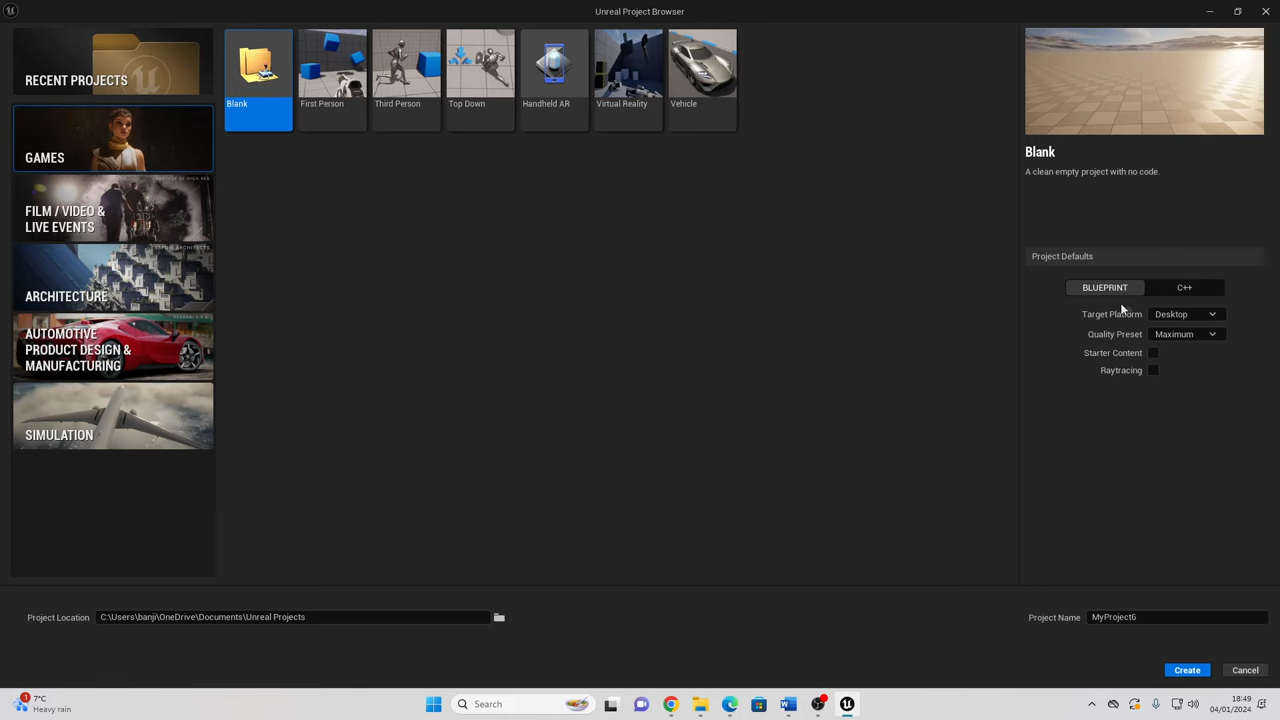 Unreal Project Browser
RECENT PROJECTS
GAMES
FILM / VIDEO &
LIVE EVENTS
ARCHITECTURE
AUTOMOTIVE
PRODUCT DESIGN &
MANUFACTURING
SIMULATION
Blank
First Person
Third Person
Top Down
Handheld AR
Virtual Reality
Vehicle
Blank
A clean empty project with no code.
Project Defaults
BLUEPRINT
C++
Target Platform
Desktop
Quality Preset
Maximum
Starter Content
Raytracing
Project Location
C:\Users\banji\OneDrive\Documents\Unreal Projects
Project Name
MyProject6
Create
Cancel
1
7°C
Heavy rain
Search
18:49
04/01/2024